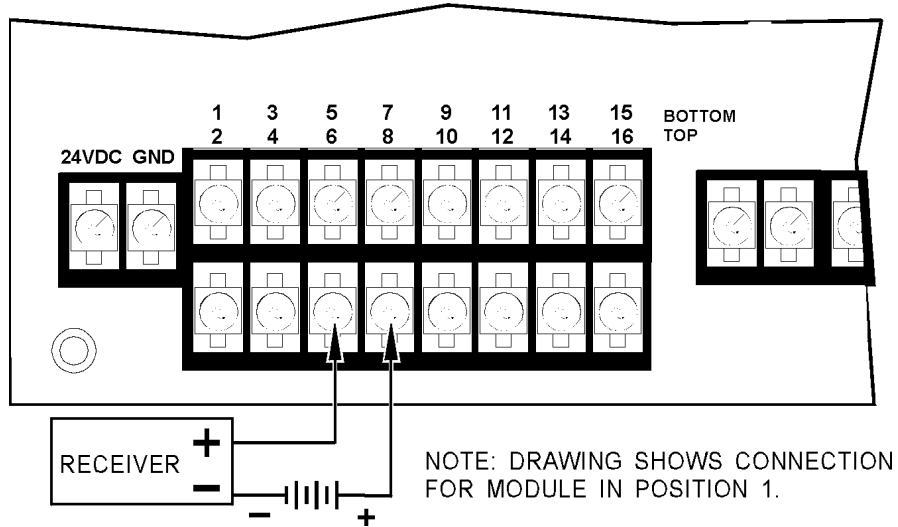 1 3 5 7 9 11 13 15 BOTTOM
2 4 6 8 10 12 14 16 TOP
24VDC GND
RECEIVER + −
− +
NOTE: DRAWING SHOWS CONNECTION
FOR MODULE IN POSITION 1.